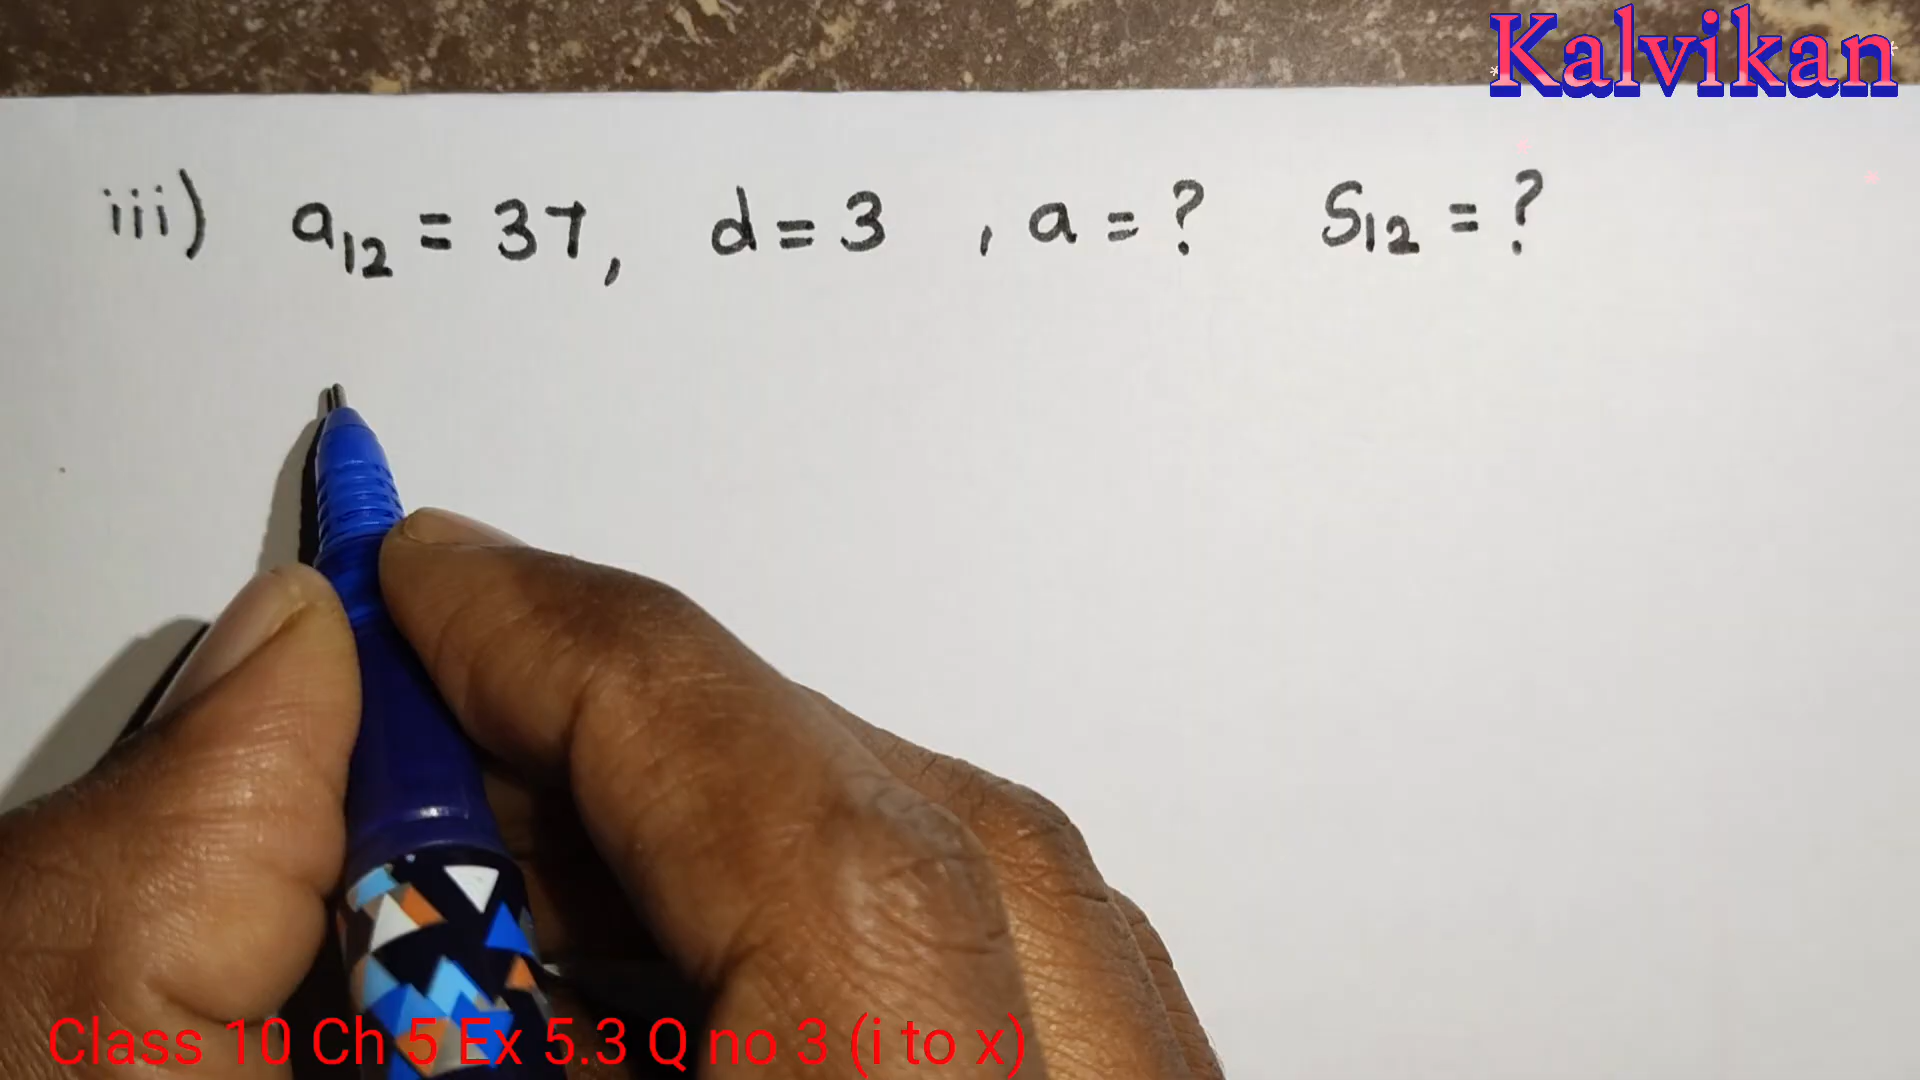 Kalvikan
iii) a₁₂ = 37, d = 3 , a = ? S₁₂ = ?
Class 10 Ch 5 Ex 5.3 Q no 3 (i to x)